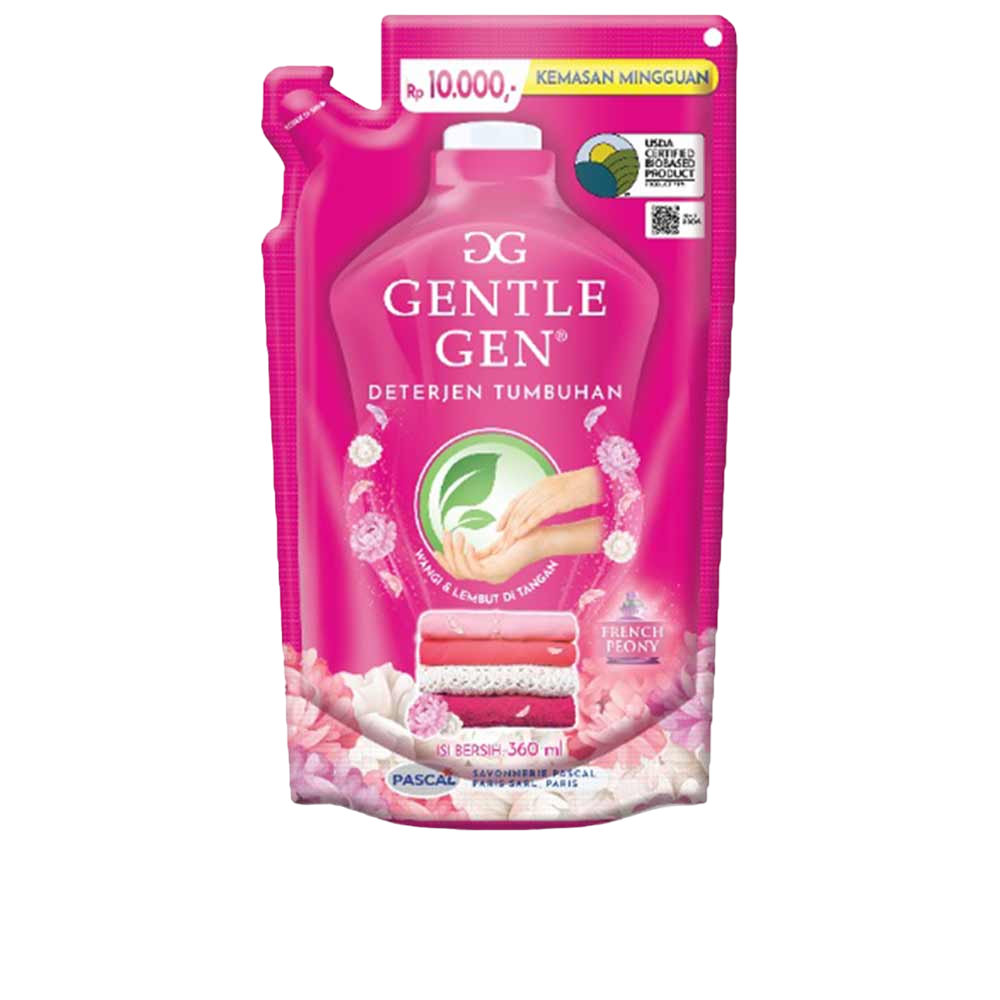 Rp 10.000,-
KEMASAN MINGGUAN
USDA
CERTIFIED
BIOBASED
PRODUCT
GG
GENTLE
GEN®
DETERJEN TUMBUHAN
WANGI & LEMBUT DI TANGAN
FRENCH
PEONY
ISI BERSIH 360 ml
PASCAL
SAVONNERIE PASCAL
PARIS SARL, PARIS